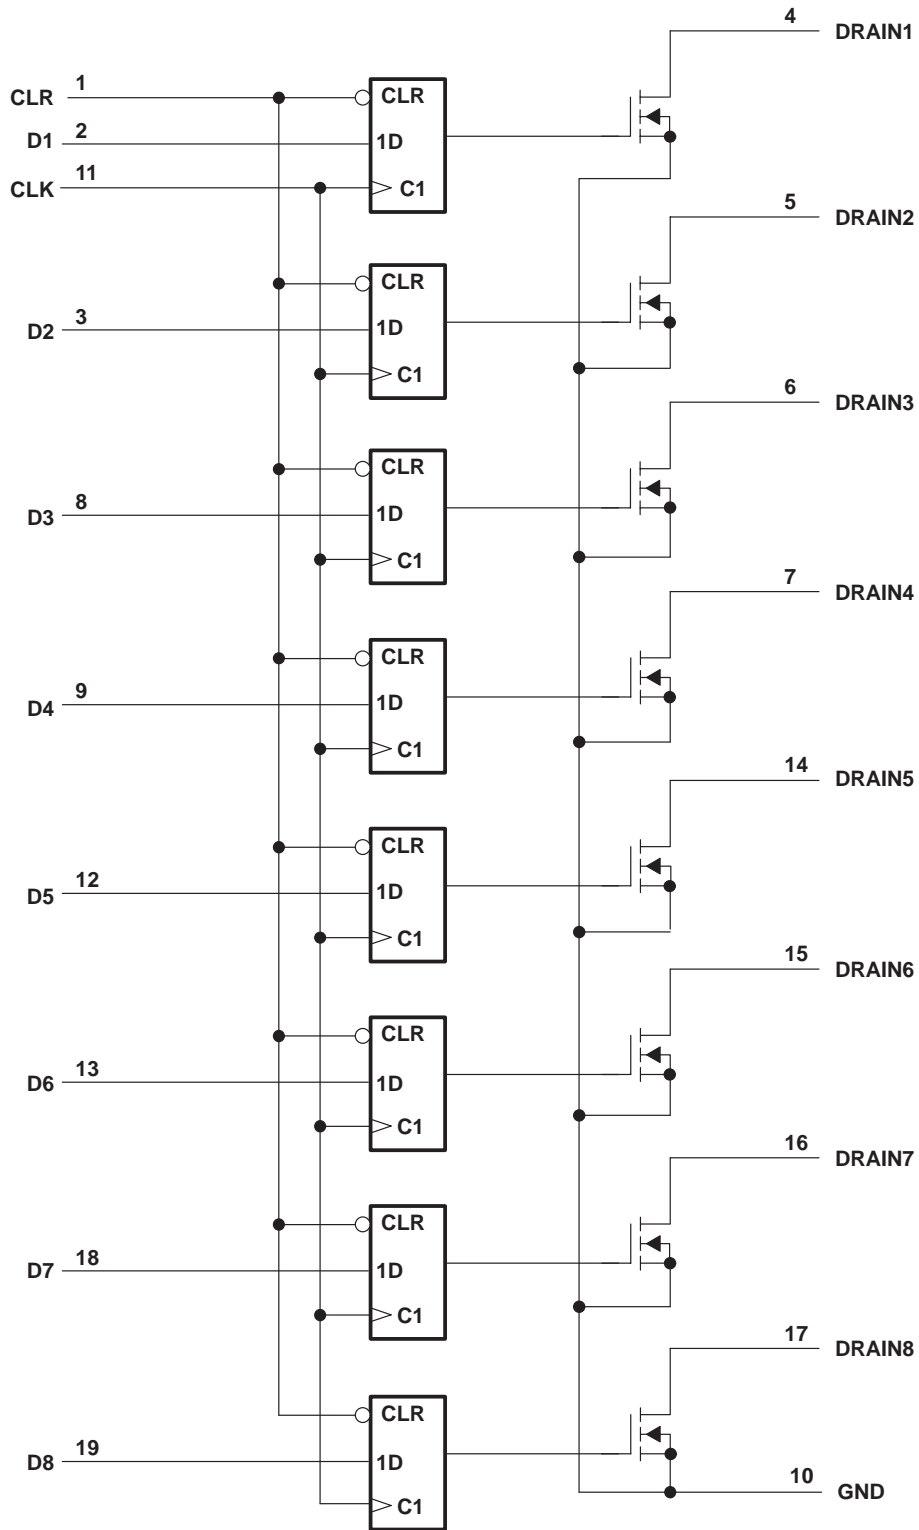 4 DRAIN1
CLR 1 CLR
D1 2 1D
CLK 11 C1
5 DRAIN2
CLR
D2 3 1D
C1
6 DRAIN3
CLR
D3 8 1D
C1
7 DRAIN4
CLR
D4 9 1D
C1
14 DRAIN5
CLR
D5 12 1D
C1
15 DRAIN6
CLR
D6 13 1D
C1
16 DRAIN7
CLR
D7 18 1D
C1
17 DRAIN8
CLR
D8 19 1D
10 GND
C1